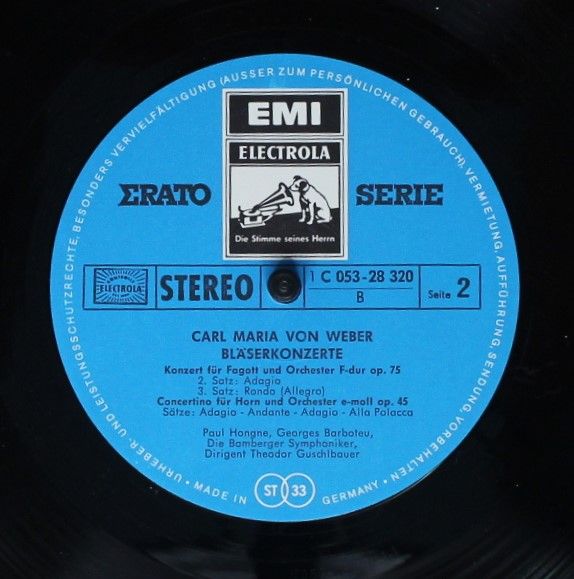 URHEBER- UND LEISTUNGSSCHUTZRECHTE, BESONDERS VERVIELFÄLTIGUNG (AUSSER ZUM PERSÖNLICHEN GEBRAUCH), VERMIETUNG, AUFFÜHRUNG, SENDUNG, VORBEHALTEN
EMI
ELECTROLA
ERATO SERIE
Die Stimme seines Herrn
ELECTROLA
STEREO
1 C 053-28 320
B
Seite 2
CARL MARIA VON WEBER
BLÄSERKONZERTE
Konzert für Fagott und Orchester F-dur op. 75
2. Satz: Adagio
3. Satz: Rondo (Allegro)
Concertino für Horn und Orchester e-moll op. 45
Sätze: Adagio - Andante - Adagio - Alla Polacca
Paul Hongne, Georges Barboteu,
Die Bamberger Symphoniker,
Dirigent Theodor Guschlbauer
• MADE IN GERMANY •
ST 33